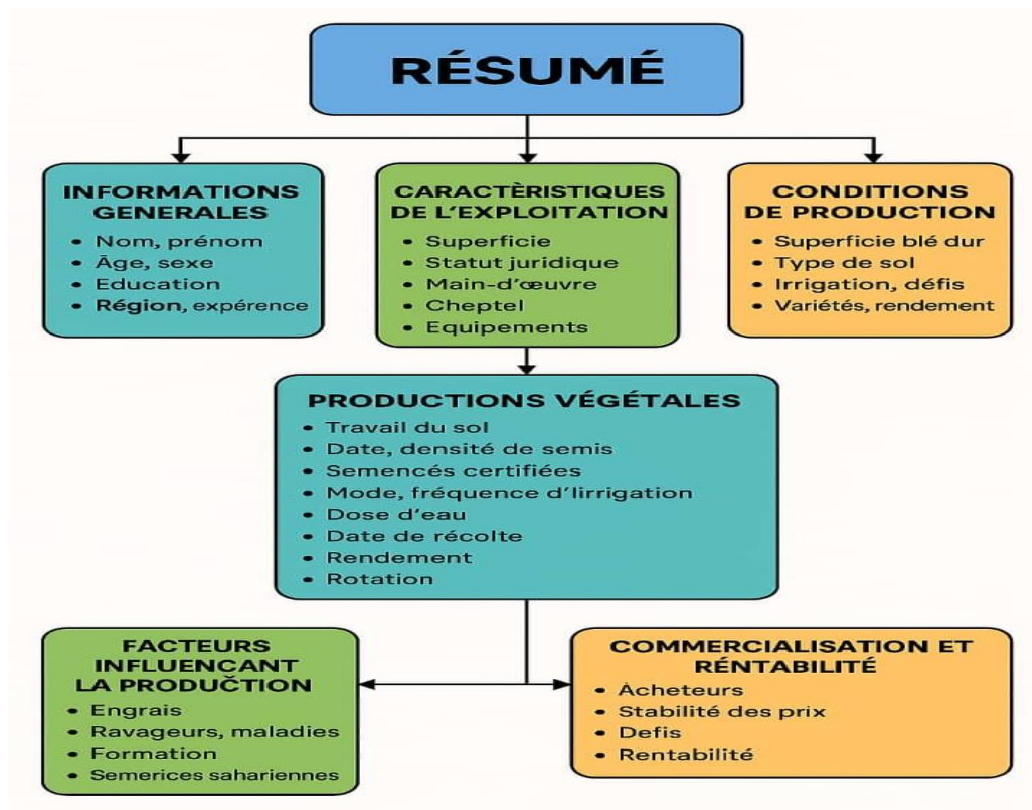 RÉSUMÉ
INFORMATIONS
GENERALES
• Nom, prénom
• Âge, sexe
• Education
• Région, expérence
CARACTÈRISTIQUES
DE L'EXPLOITATION
• Superficie
• Statut juridique
• Main-d'œuvre
• Cheptel
• Equipements
CONDITIONS
DE PRODUCTION
• Superficie blé dur
• Type de sol
• Irrigation, défis
• Variétés, rendement
PRODUCTIONS VÉGÉTALES
• Travail du sol
• Date, densité de semis
• Semencés certifiées
• Mode, fréquence d'lirrigation
• Dose d'eau
• Date de récolte
• Rendement
• Rotation
FACTEURS
INFLUENCANT
LA PRODUČTION
• Engrais
• Ravageurs, maladies
• Formation
• Semerices sahariennes
COMMERCIALISATION ET
RÉNTABILITÉ
• Acheteurs
• Stabilité des prix
• Defis
• Rentabilité